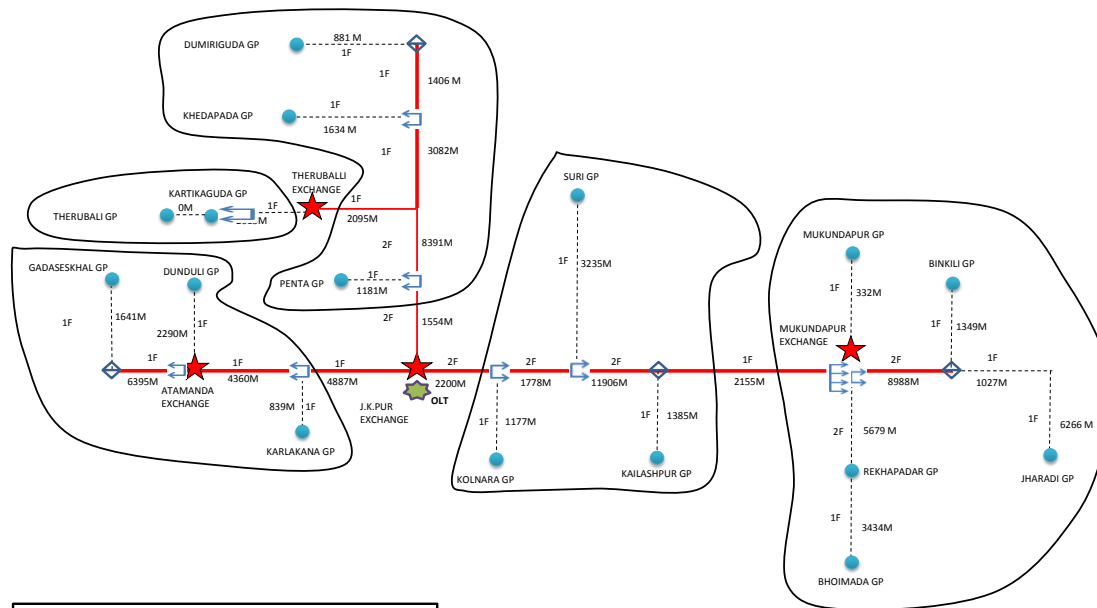 DUMIRIGUDA GP
881 M
1F
1F
1406 M
KHEDAPADA GP
1F
1634 M
1F
3082M
THERUBALLI
EXCHANGE
1F
2095M
KARTIKAGUDA GP
THERUBALI GP
0M
1F
M
2F
8391M
PENTA GP
1F
1181M
2F
1554M
GADASESKHAL GP
DUNDULI GP
1F
1641M
1F
2290M
1F
6395M
ATAMANDA
EXCHANGE
1F
4360M
1F
4887M
839M
1F
KARLAKANA GP
J.K.PUR
EXCHANGE
OLT
2F
2200M
SURI GP
1F
3235M
2F
1778M
2F
11906M
1F
1177M
KOLNARA GP
1F
1385M
KAILASHPUR GP
1F
2155M
MUKUNDAPUR GP
1F
332M
MUKUNDAPUR
EXCHANGE
BINKILI GP
1F
1349M
2F
8988M
1F
1027M
2F
5679 M
1F
6266 M
REKHAPADAR GP
JHARADI GP
1F
3434M
BHOIMADA GP